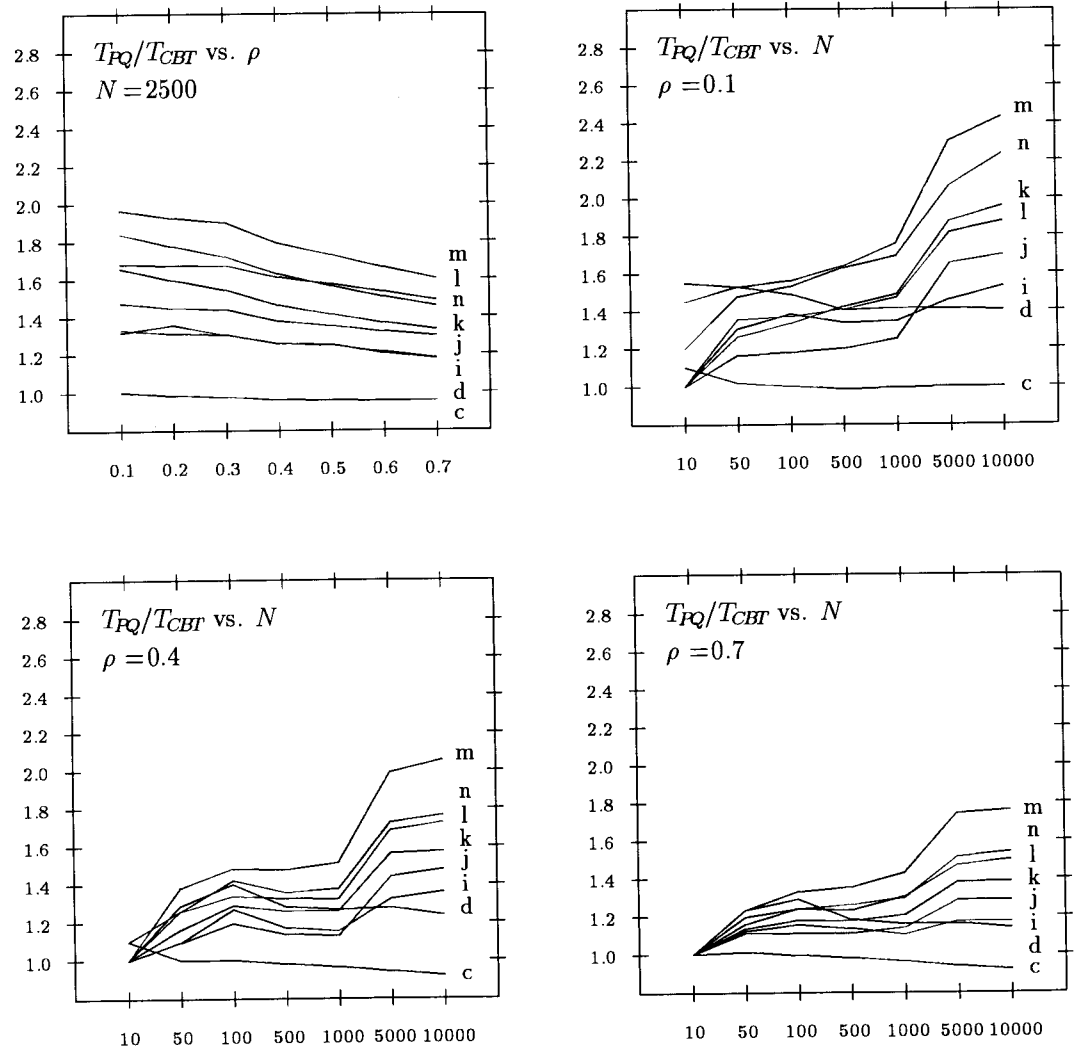 T_PQ/T_CBT vs. ρ
N=2500
2.8
2.6
2.4
2.2
2.0
1.8
1.6
1.4
1.2
1.0
m
l
n
k
j
i
d
c
0.1 0.2 0.3 0.4 0.5 0.6 0.7
T_PQ/T_CBT vs. N
ρ=0.1
2.8
2.6
2.4
2.2
2.0
1.8
1.6
1.4
1.2
1.0
m
n
k
l
j
i
d
c
10 50 100 500 1000 5000 10000
T_PQ/T_CBT vs. N
ρ=0.4
2.8
2.6
2.4
2.2
2.0
1.8
1.6
1.4
1.2
1.0
m
n
l
k
j
i
d
c
10 50 100 500 1000 5000 10000
T_PQ/T_CBT vs. N
ρ=0.7
2.8
2.6
2.4
2.2
2.0
1.8
1.6
1.4
1.2
1.0
m
n
l
k
j
i
d
c
10 50 100 500 1000 5000 10000